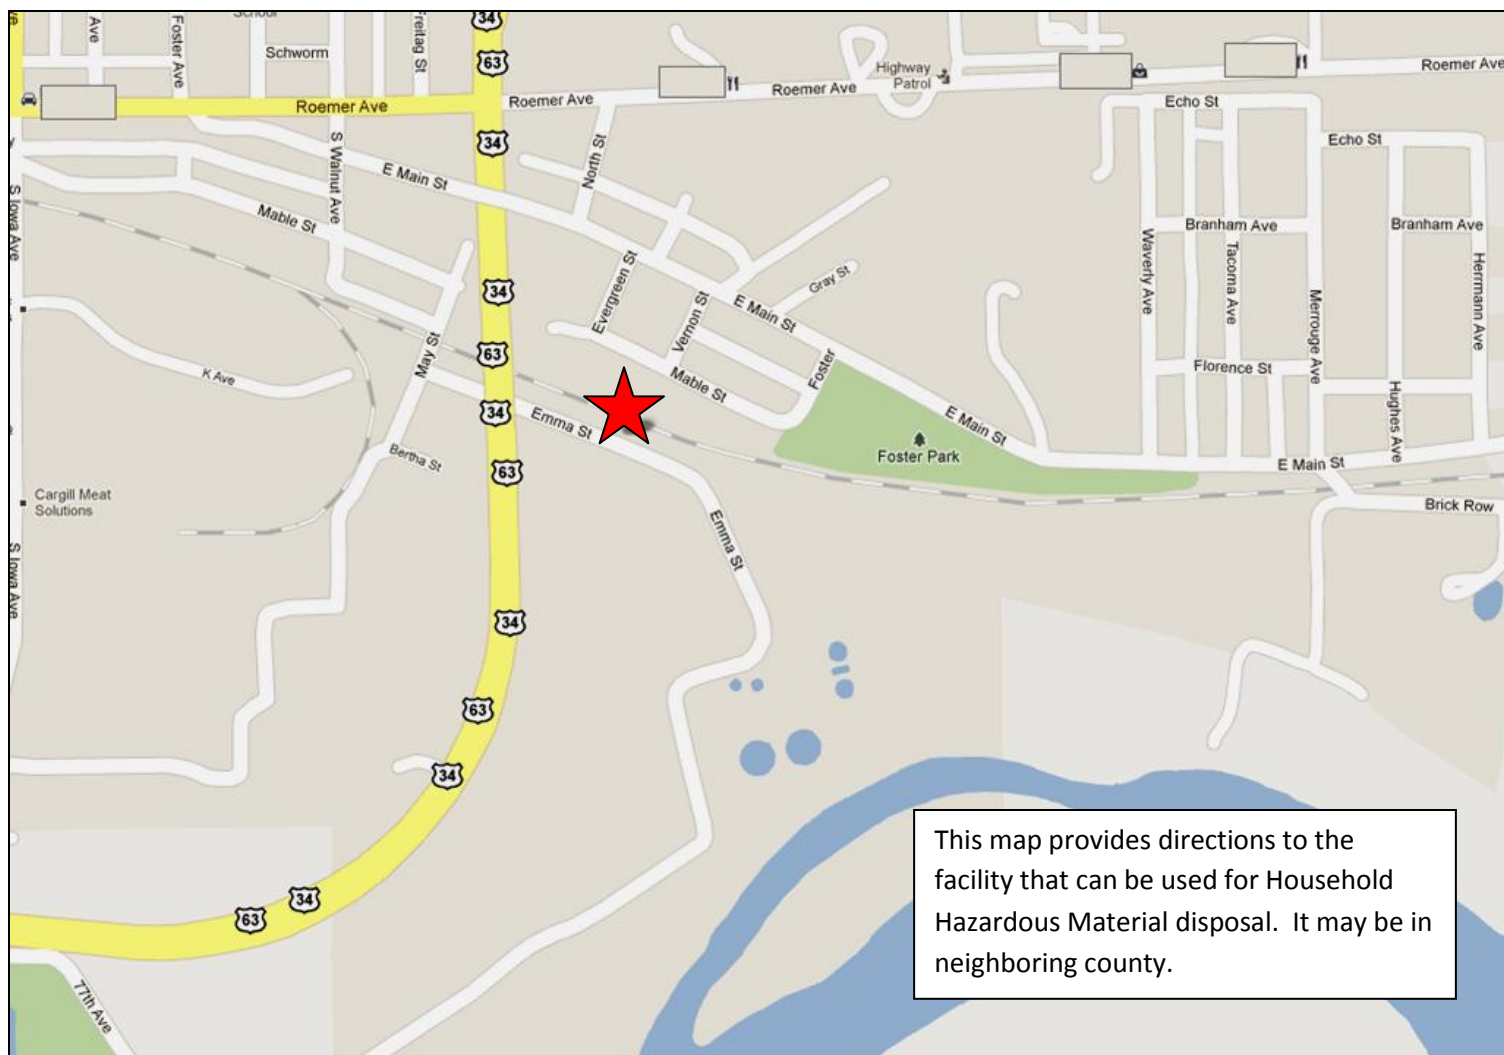 School
34
Ave
Foster Ave
Freitag St
Schworm
63
Highway
Patrol
Roemer Ave
Roemer Ave
Roemer Ave
Roemer Ave
Echo St
34
Echo St
S Walnut Ave
North St
E Main St
S Iowa Ave
Mable St
Branham Ave
Branham Ave
Waverly Ave
Tacoma Ave
Merrouge Ave
Herrmann Ave
34
Evergreen St
Gray St
Vernon St
E Main St
May St
63
K Ave
Foster
Florence St
Mable St
Hughes Ave
34
Emma St
E Main St
Bertha St
Foster Park
63
E Main St
Cargill Meat
Solutions
Brick Row
Emma St
S Iowa Ave
34
63
34
This map provides directions to the
facility that can be used for Household
Hazardous Material disposal.  It may be in
neighboring county.
34
63
77th Ave